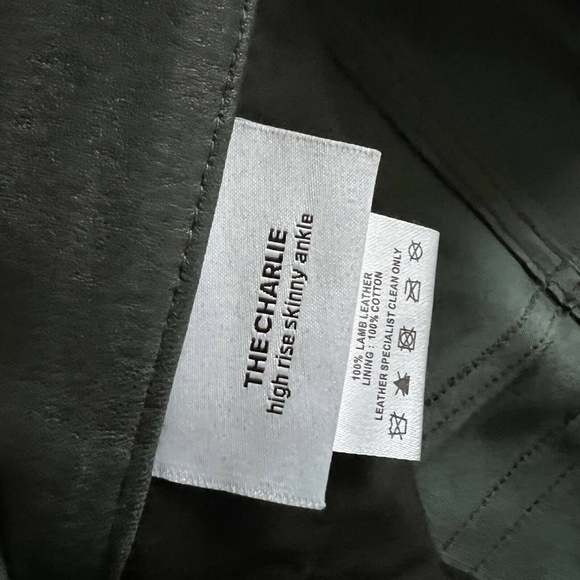 THE CHARLIE
high rise skinny ankle
100% LAMB LEATHER
LINING : 100% COTTON
LEATHER SPECIALIST CLEAN ONLY